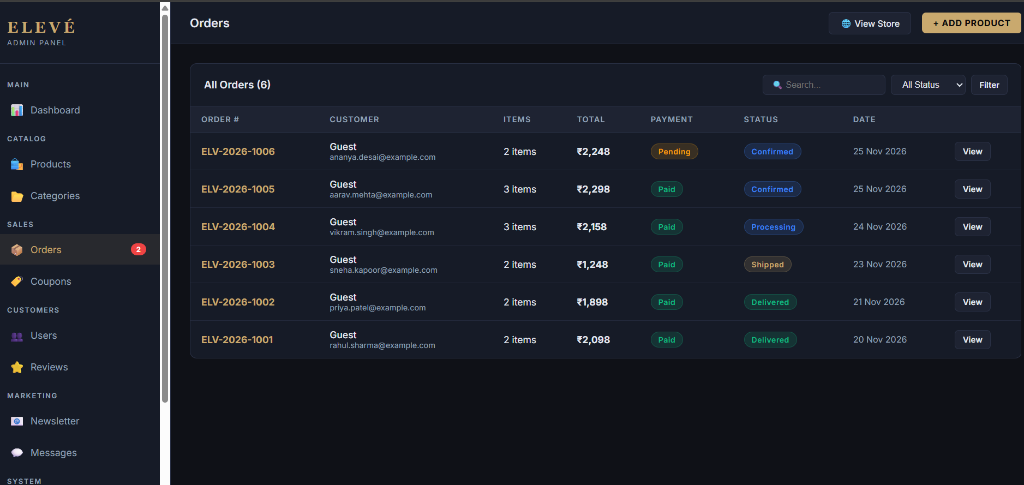 ELEVÉ
ADMIN PANEL
MAIN
Dashboard
CATALOG
Products
Categories
SALES
Orders 2
Coupons
CUSTOMERS
Users
Reviews
MARKETING
Newsletter
Messages
SYSTEM
Orders
View Store
+ ADD PRODUCT
All Orders (6)
Search...
All Status
Filter
ORDER # CUSTOMER ITEMS TOTAL PAYMENT STATUS DATE
ELV-2026-1006 Guest 2 items ₹2,248 Pending Confirmed 25 Nov 2026 View
ananya.desai@example.com
ELV-2026-1005 Guest 3 items ₹2,298 Paid Confirmed 25 Nov 2026 View
aarav.mehta@example.com
ELV-2026-1004 Guest 3 items ₹2,158 Paid Processing 24 Nov 2026 View
vikram.singh@example.com
ELV-2026-1003 Guest 2 items ₹1,248 Paid Shipped 23 Nov 2026 View
sneha.kapoor@example.com
ELV-2026-1002 Guest 2 items ₹1,898 Paid Delivered 21 Nov 2026 View
priya.patel@example.com
ELV-2026-1001 Guest 2 items ₹2,098 Paid Delivered 20 Nov 2026 View
rahul.sharma@example.com